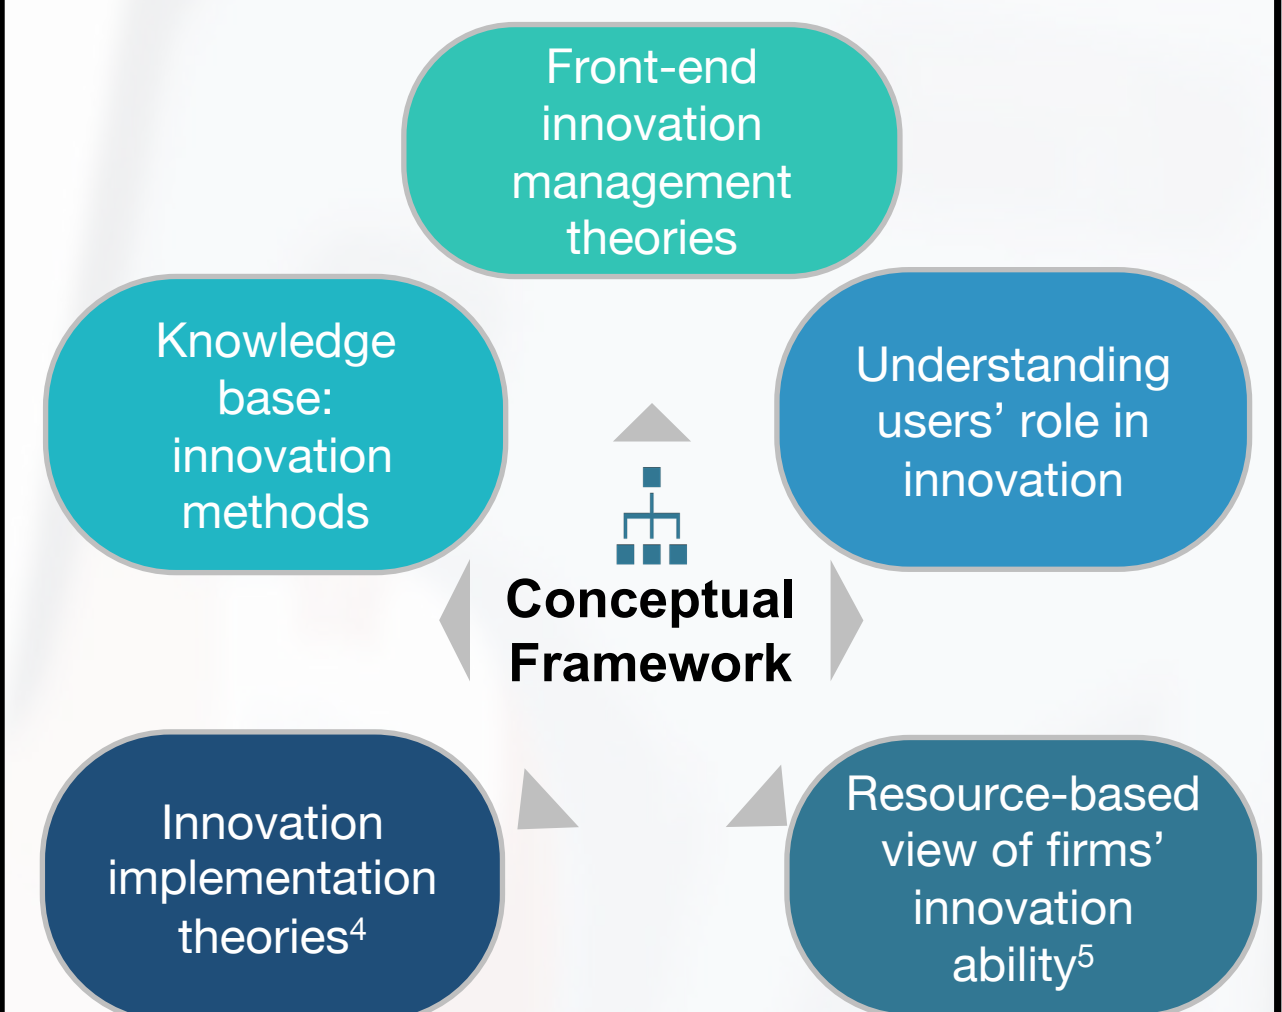 Front-end
innovation
management
theories
Knowledge
base:
innovation
methods
Understanding
users’ role in
innovation
Conceptual
Framework
Innovation
implementation
theories⁴
Resource-based
view of firms’
innovation
ability⁵